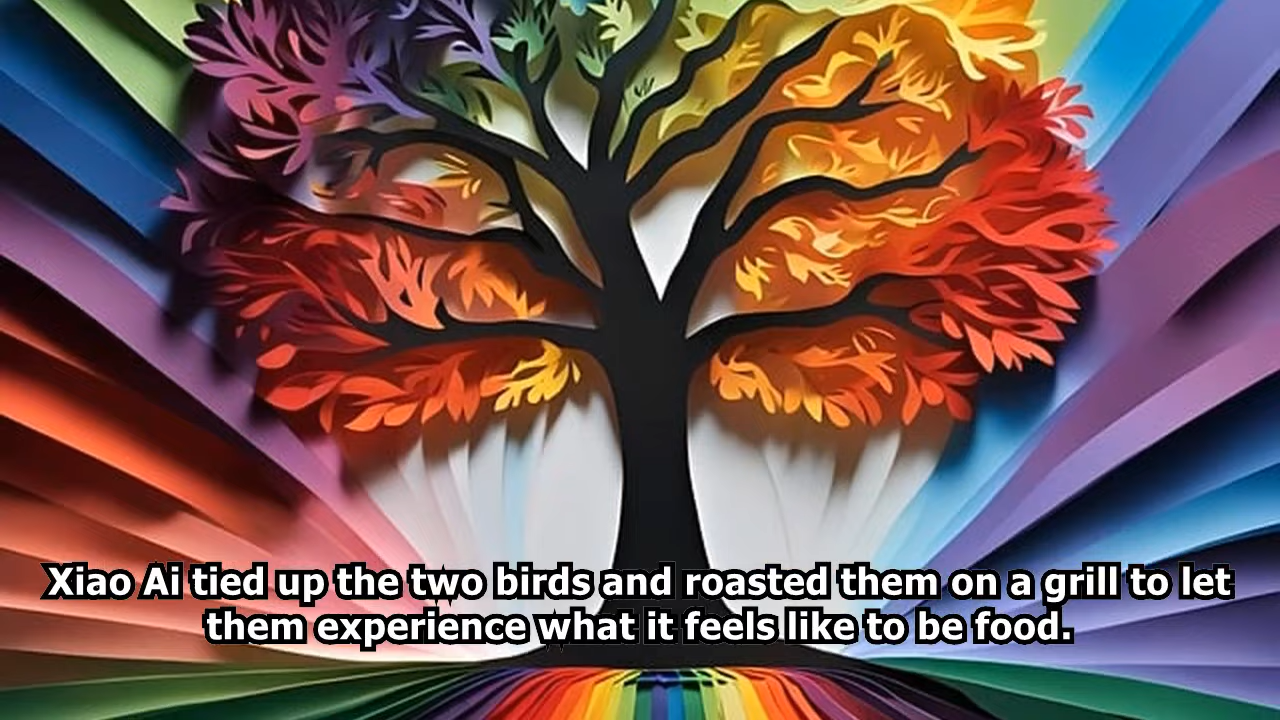 Xiao Ai tied up the two birds and roasted them on a grill to let
them experience what it feels like to be food.